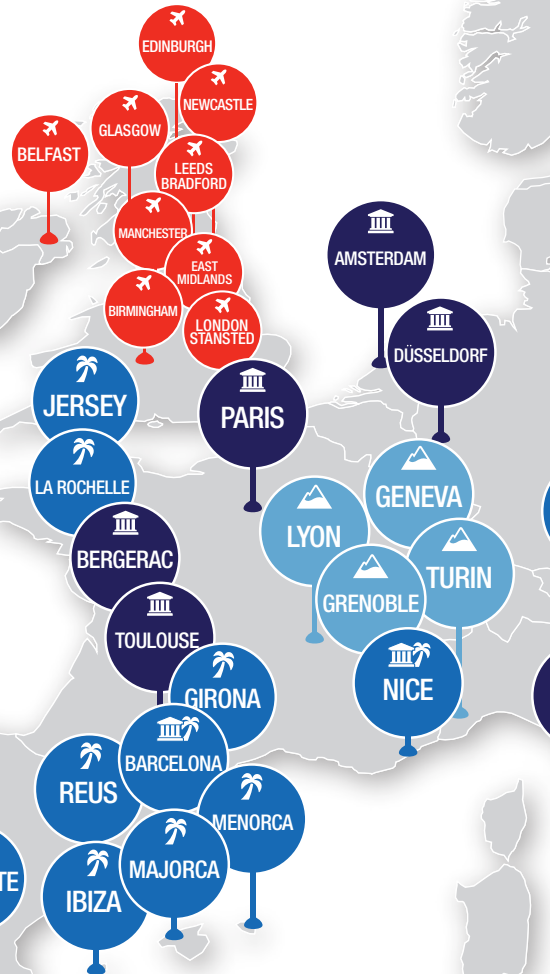 EDINBURGH
NEWCASTLE
GLASGOW
BELFAST
LEEDS
BRADFORD
MANCHESTER
EAST
MIDLANDS
BIRMINGHAM
LONDON
STANSTED
AMSTERDAM
DÜSSELDORF
JERSEY
PARIS
LA ROCHELLE
GENEVA
LYON
BERGERAC
TURIN
GRENOBLE
TOULOUSE
NICE
GIRONA
BARCELONA
REUS
MENORCA
MAJORCA
TE
IBIZA